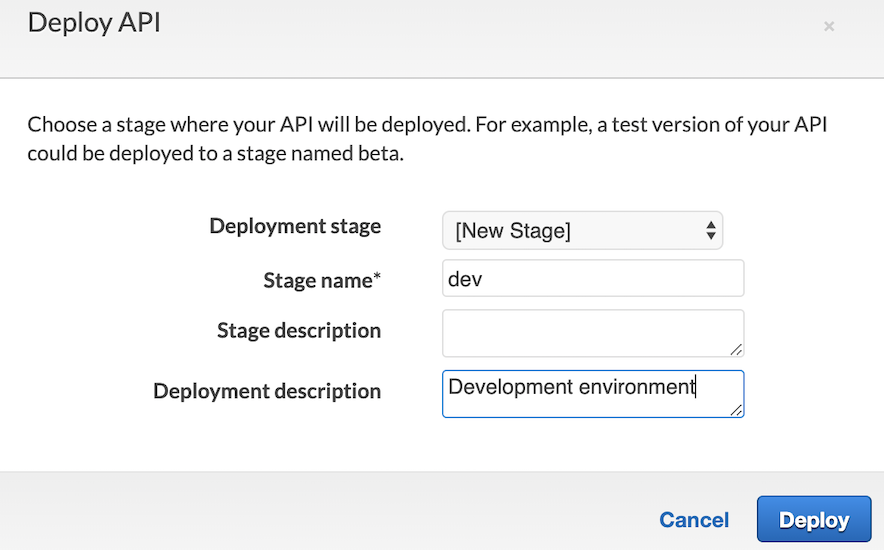 Deploy API
×
Choose a stage where your API will be deployed. For example, a test version of your API
could be deployed to a stage named beta.
Deployment stage [New Stage]
Stage name* dev
Stage description
Deployment description Development environment
Cancel Deploy